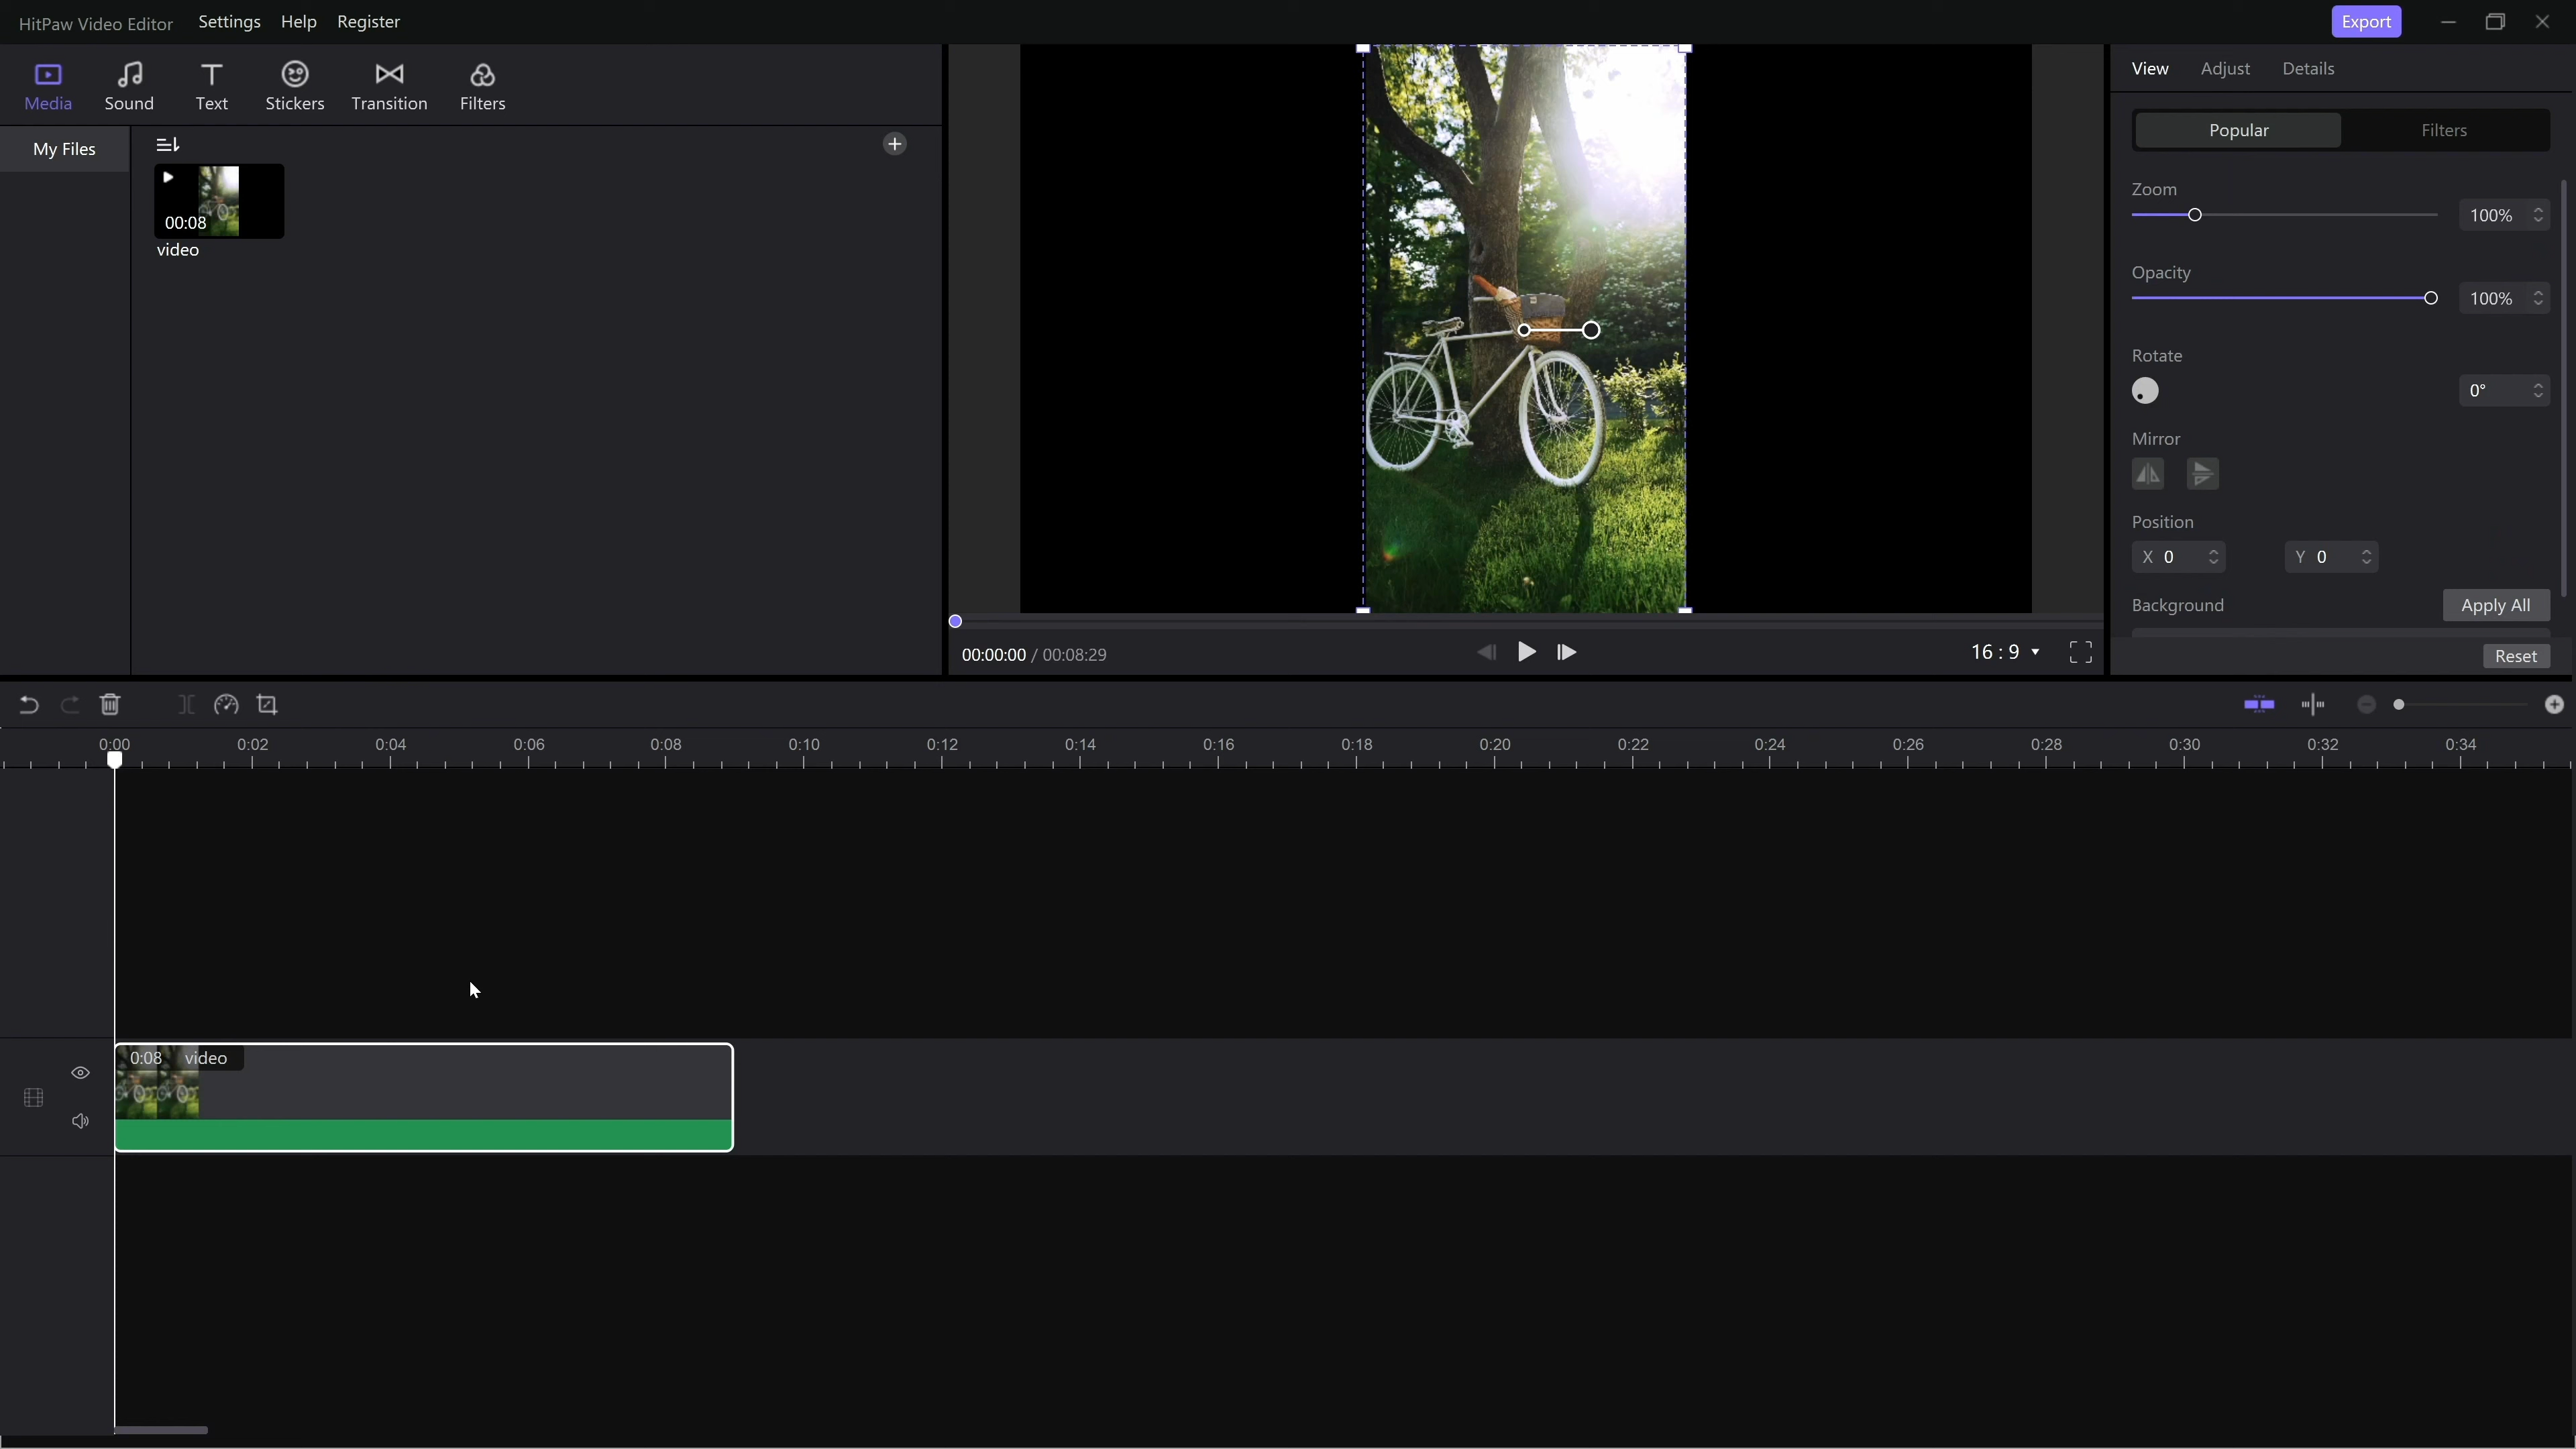 HitPaw Video Editor Settings Help Register Export
Media Sound Text Stickers Transition Filters
My Files
00:08
video
00:00:00 / 00:08:29
16 : 9
View Adjust Details
Popular Filters
Zoom
100%
Opacity
100%
Rotate
0°
Mirror
Position
X 0 Y 0
Background Apply All
Reset
0:00 0:02 0:04 0:06 0:08 0:10 0:12 0:14 0:16 0:18 0:20 0:22 0:24 0:26 0:28 0:30 0:32 0:34
0:08 video